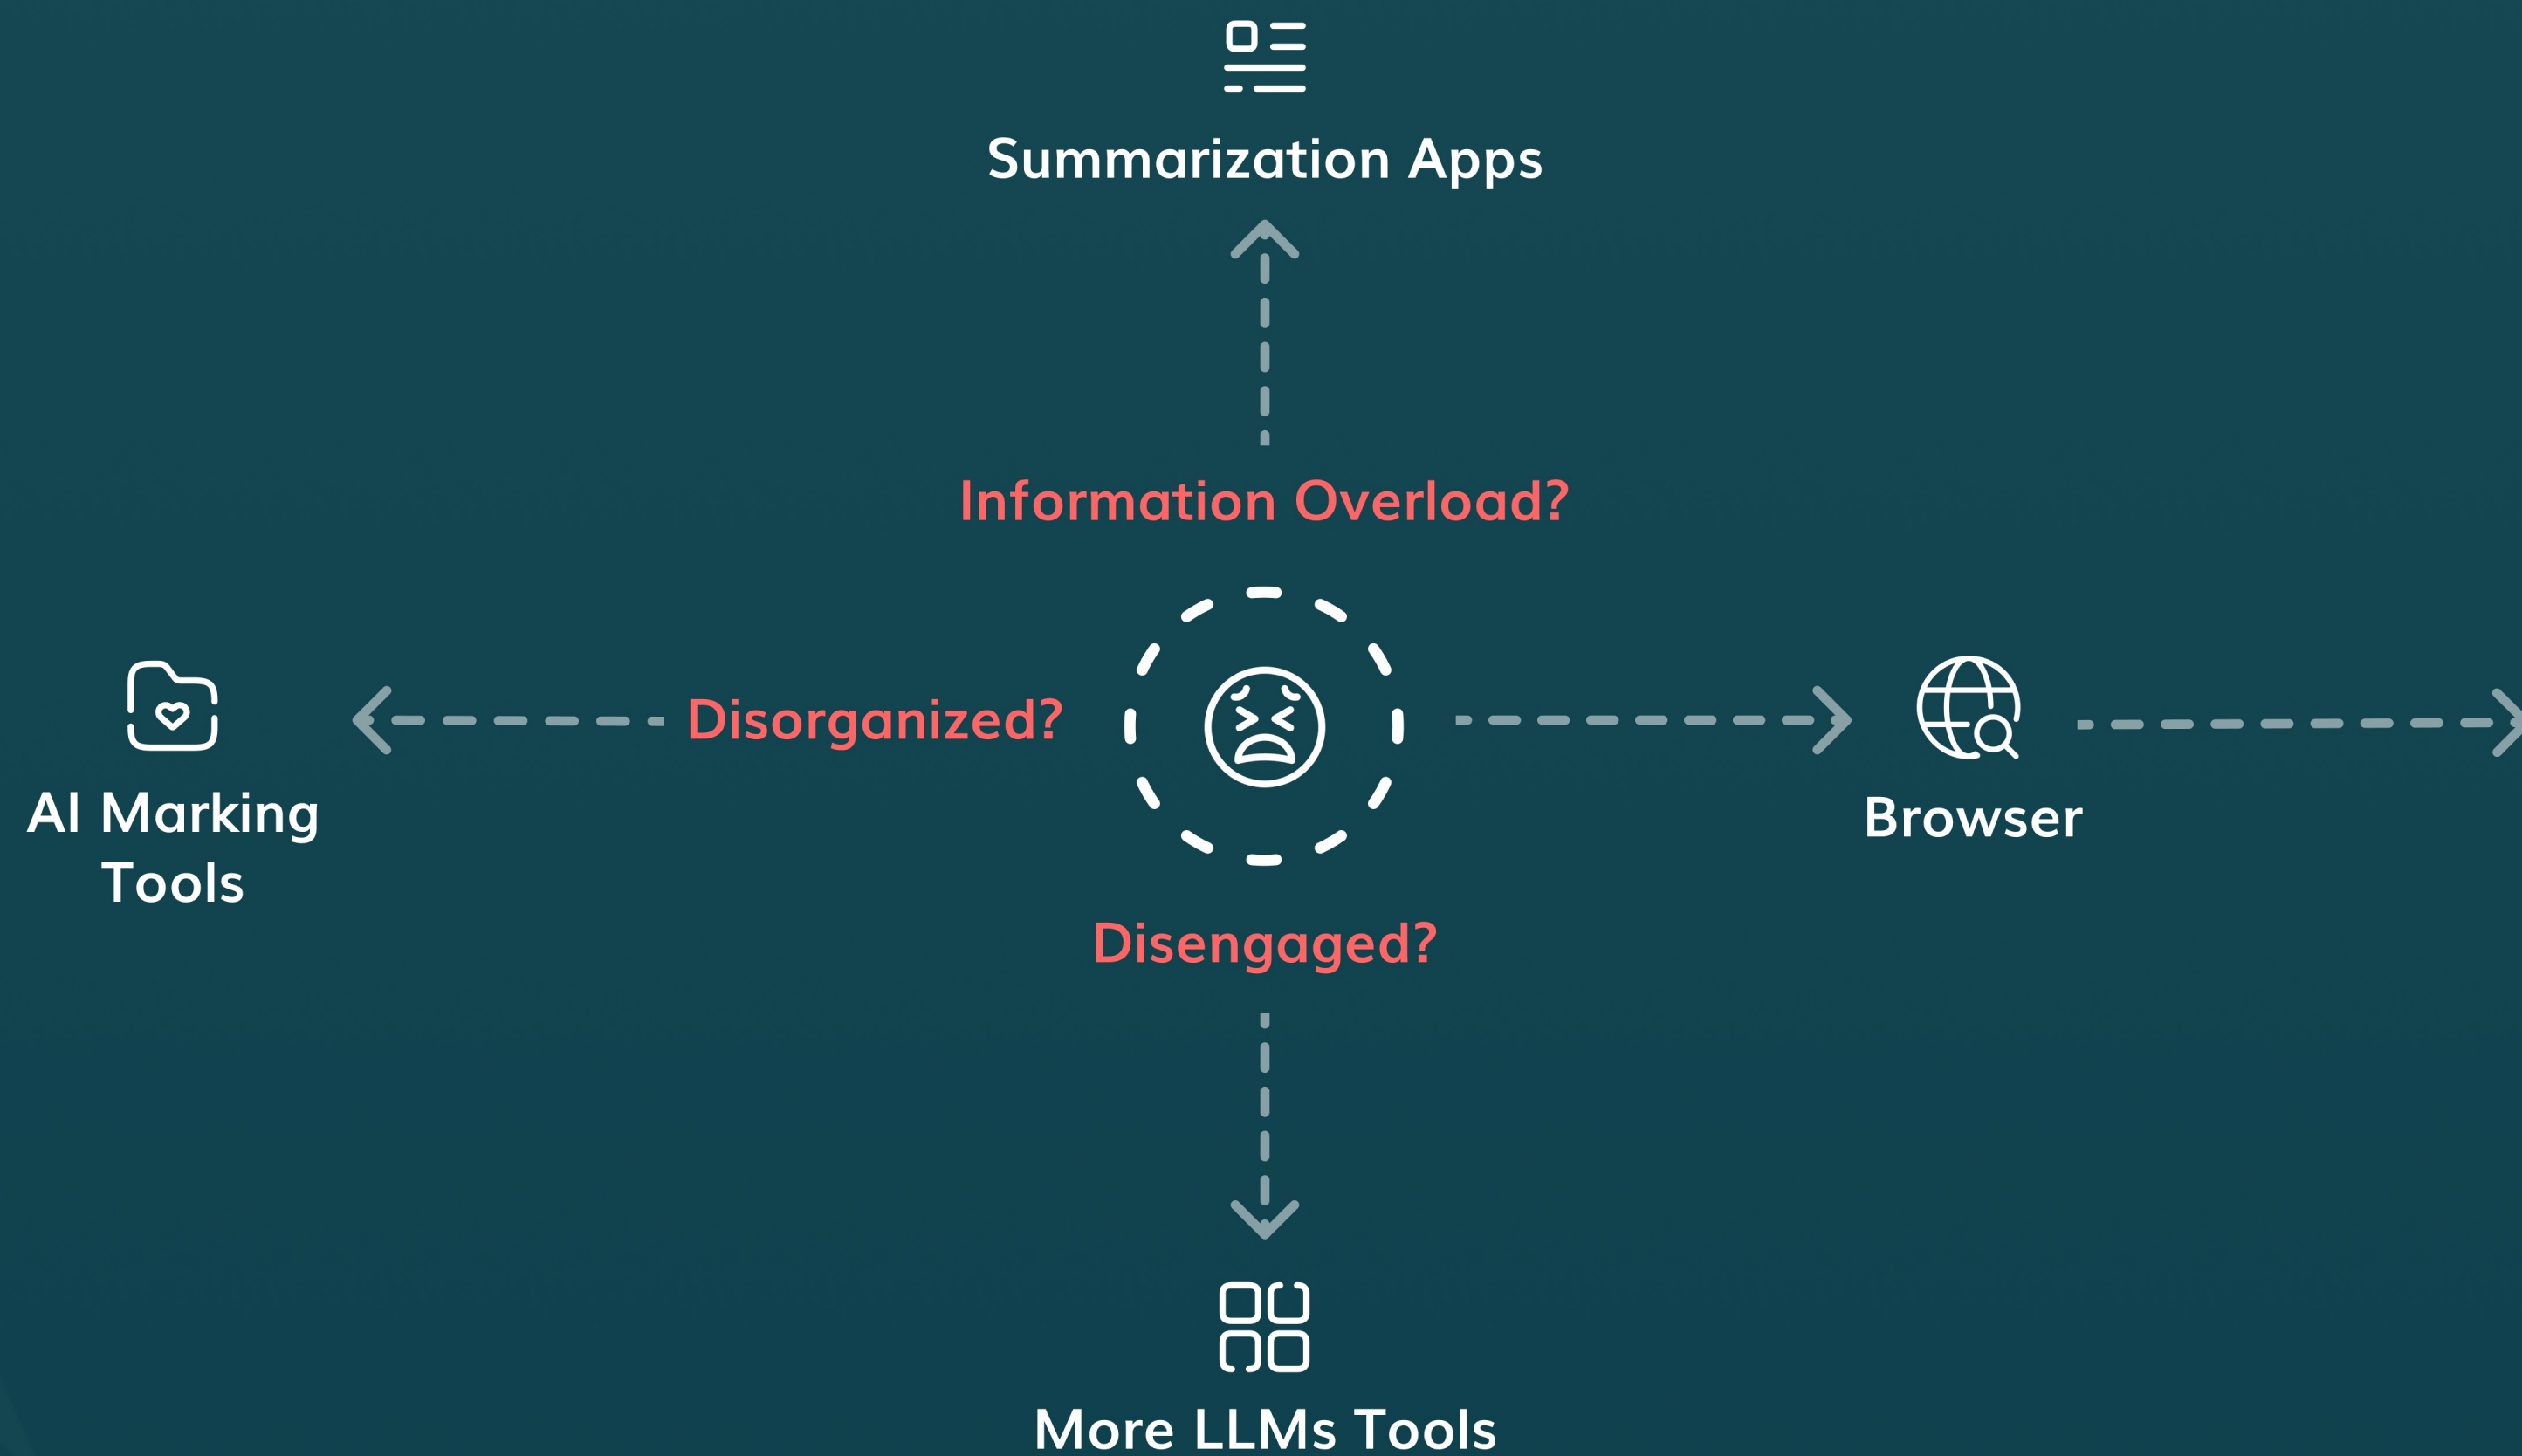 Summarization Apps
Information Overload?
Disorganized?
AI Marking
Tools
Browser
Disengaged?
More LLMs Tools